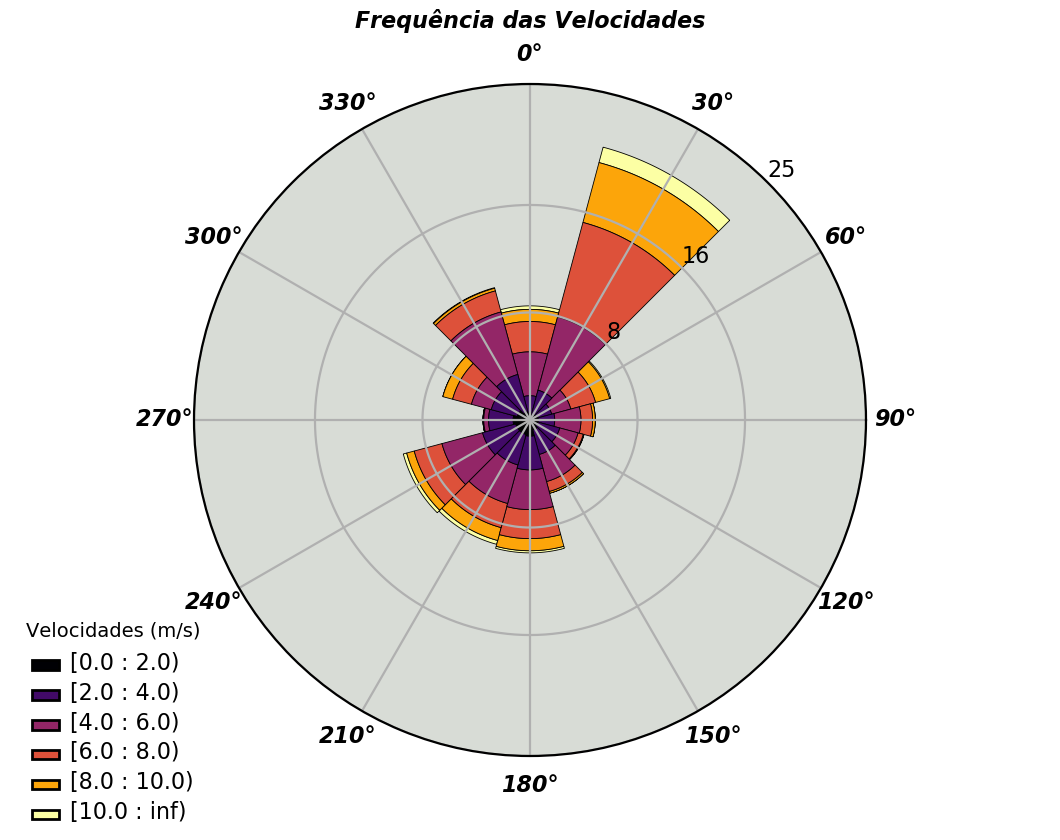 Frequência das Velocidades
0°
330°
30°
25
300°
60°
16
8
270°
90°
240°
120°
210°
150°
180°
Velocidades (m/s)
[0.0 : 2.0)
[2.0 : 4.0)
[4.0 : 6.0)
[6.0 : 8.0)
[8.0 : 10.0)
[10.0 : inf)